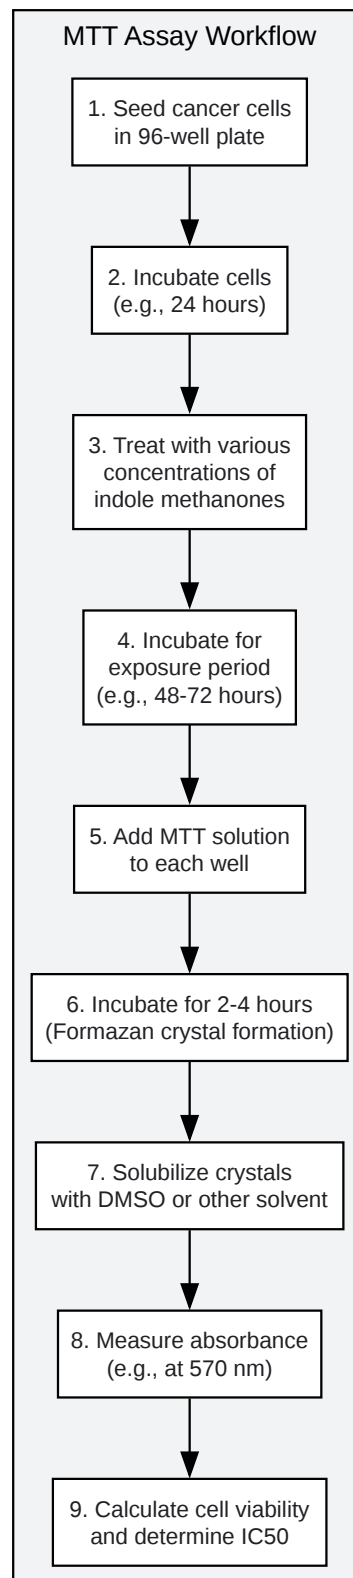 MTT Assay Workflow
1. Seed cancer cells
in 96-well plate
2. Incubate cells
(e.g., 24 hours)
3. Treat with various
concentrations of
indole methanones
4. Incubate for
exposure period
(e.g., 48-72 hours)
5. Add MTT solution
to each well
6. Incubate for 2-4 hours
(Formazan crystal formation)
7. Solubilize crystals
with DMSO or other solvent
8. Measure absorbance
(e.g., at 570 nm)
9. Calculate cell viability
and determine IC50